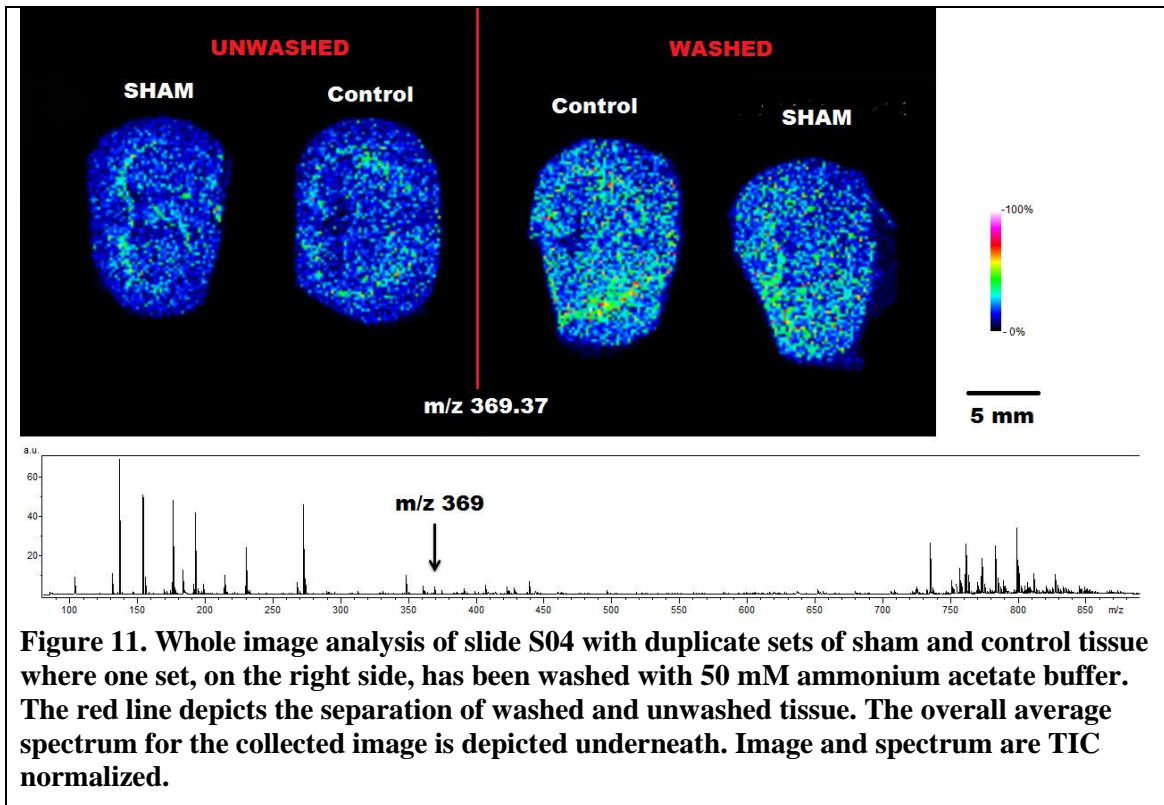 UNWASHED
WASHED
SHAM
Control
Control
SHAM
-100%
- 0%
m/z 369.37
5 mm
a.u.
60
40
20
m/z 369
100 150 200 250 300 350 400 450 500 550 600 650 700 750 800 850 m/z
Figure 11. Whole image analysis of slide S04 with duplicate sets of sham and control tissue
where one set, on the right side, has been washed with 50 mM ammonium acetate buffer.
The red line depicts the separation of washed and unwashed tissue. The overall average
spectrum for the collected image is depicted underneath. Image and spectrum are TIC
normalized.